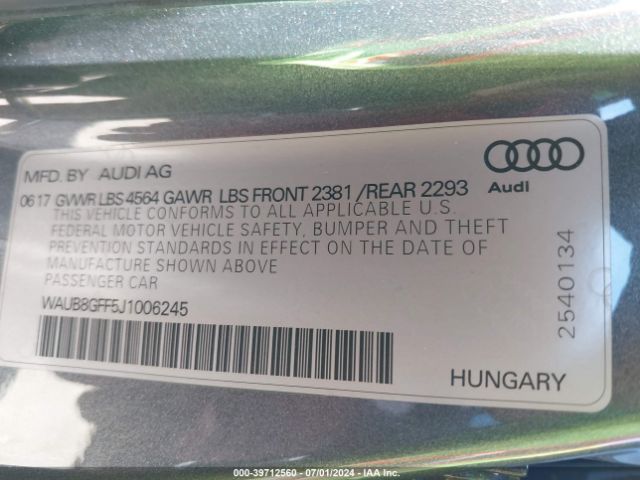 MFD. BY AUDI AG
06 17 GVWR LBS 4564 GAWR LBS FRONT 2381 /REAR 2293
THIS VEHICLE CONFORMS TO ALL APPLICABLE U.S.
FEDERAL MOTOR VEHICLE SAFETY, BUMPER AND THEFT
PREVENTION STANDARDS IN EFFECT ON THE DATE OF
MANUFACTURE SHOWN ABOVE
PASSENGER CAR
WAUB8GFF5J1006245
Audi
2540134
HUNGARY
000-39712560 - 07/01/2024 - IAA Inc.